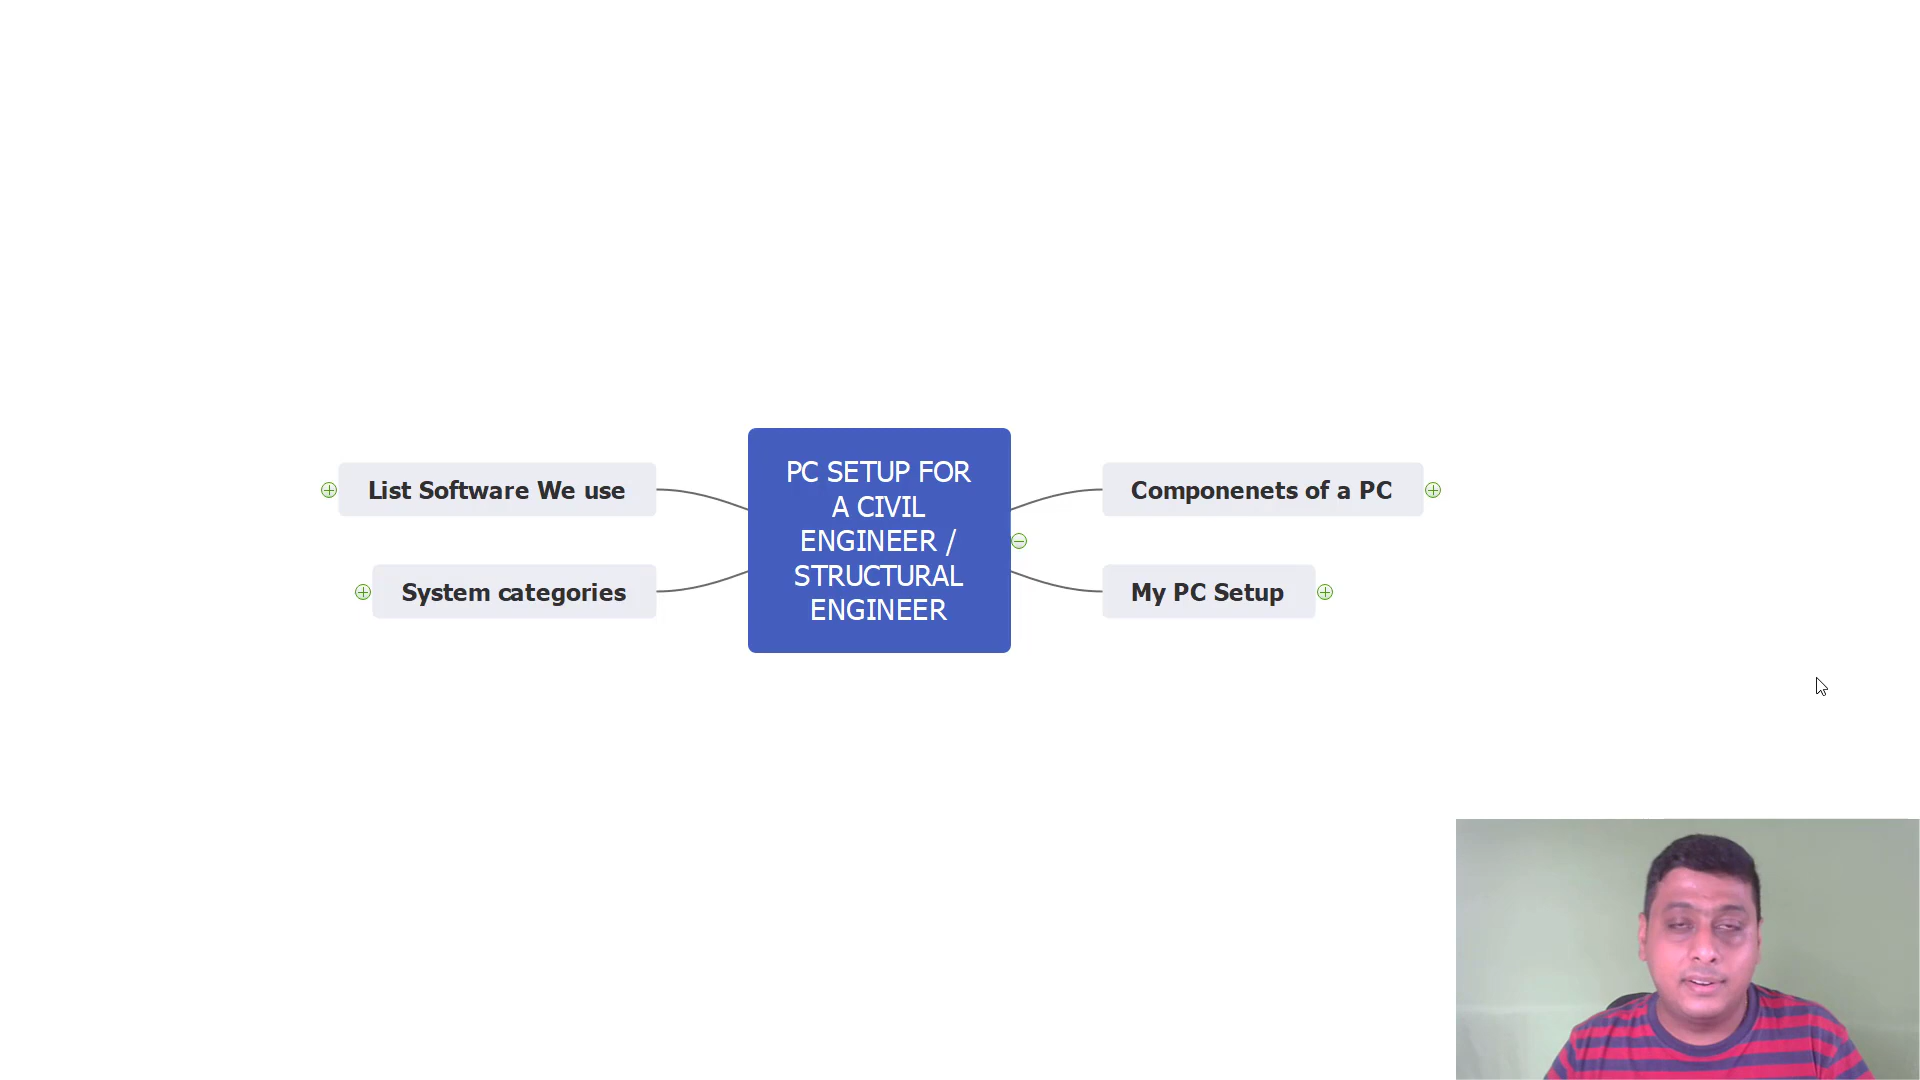 List Software We use
System categories
PC SETUP FOR
A CIVIL
ENGINEER /
STRUCTURAL
ENGINEER
Componenets of a PC
My PC Setup